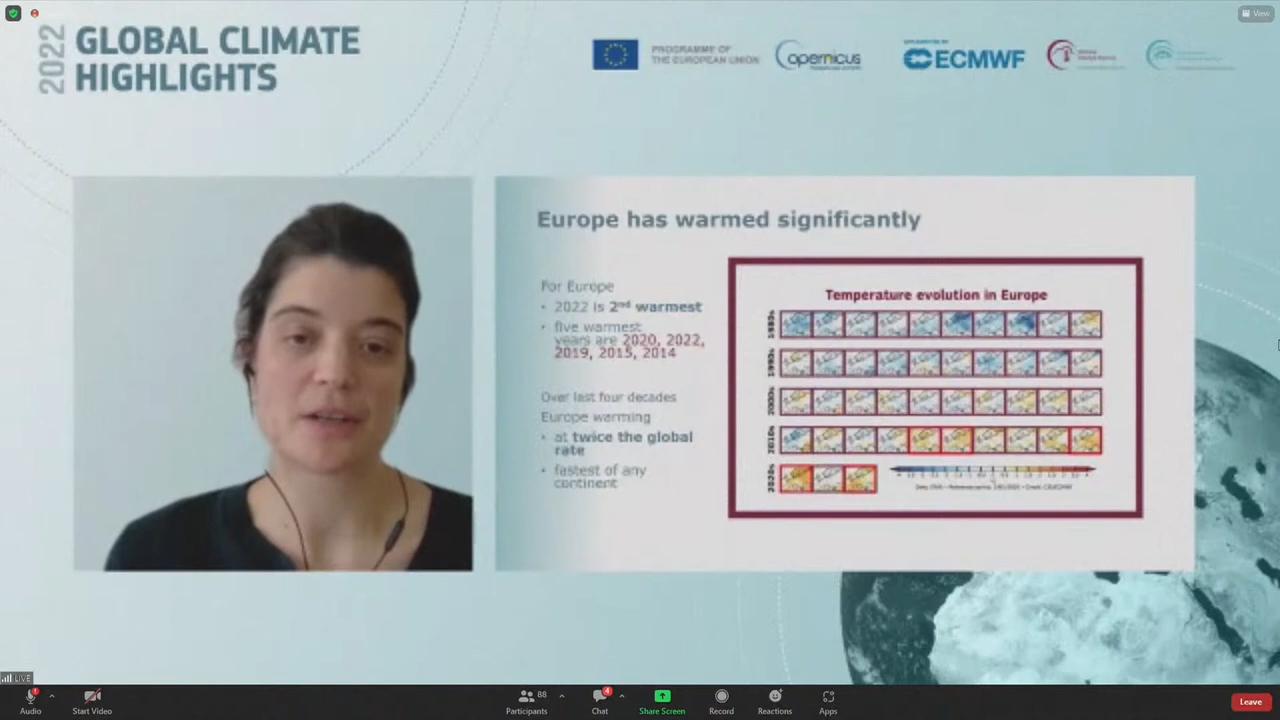 2022
GLOBAL CLIMATE
HIGHLIGHTS
PROGRAMME OF
THE EUROPEAN UNION
opernicus
IMPLEMENTED BY
ECMWF
View
Europe has warmed significantly
For Europe
• 2022 is 2nd warmest
• five warmest
years are 2020, 2022,
2019, 2015, 2014
Over last four decades
Europe warming
• at twice the global
rate
• fastest of any
continent
Temperature evolution in Europe
1980s
1990s
2000s
2010s
2020s
LIVE
Audio
Start Video
88
Participants
4
Chat
Share Screen
Record
Reactions
Apps
Leave